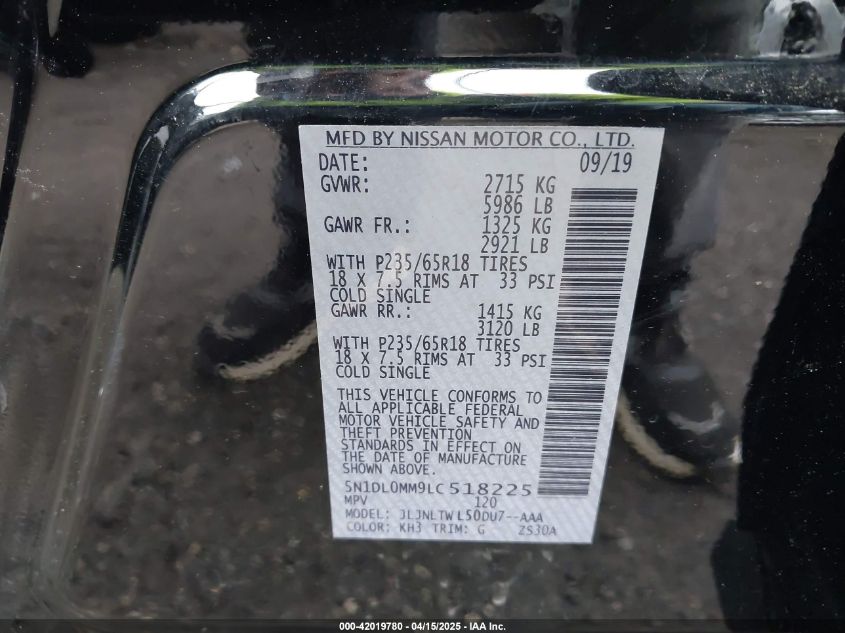 MFD BY NISSAN MOTOR CO., LTD.
DATE: 09/19
GVWR: 2715 KG
5986 LB
GAWR FR.: 1325 KG
2921 LB
WITH P235/65R18 TIRES
18 X 7.5 RIMS AT 33 PSI
COLD SINGLE
GAWR RR.: 1415 KG
3120 LB
WITH P235/65R18 TIRES
18 X 7.5 RIMS AT 33 PSI
COLD SINGLE
THIS VEHICLE CONFORMS TO
ALL APPLICABLE FEDERAL
MOTOR VEHICLE SAFETY AND
THEFT PREVENTION
STANDARDS IN EFFECT ON
THE DATE OF MANUFACTURE
SHOWN ABOVE.
5N1DL0MM9LC518225
MPV 120
MODEL: JLJNLTWL50DU7--AAA
COLOR: KH3 TRIM: G ZS30A
000-42019780 - 04/15/2025 - IAA Inc.